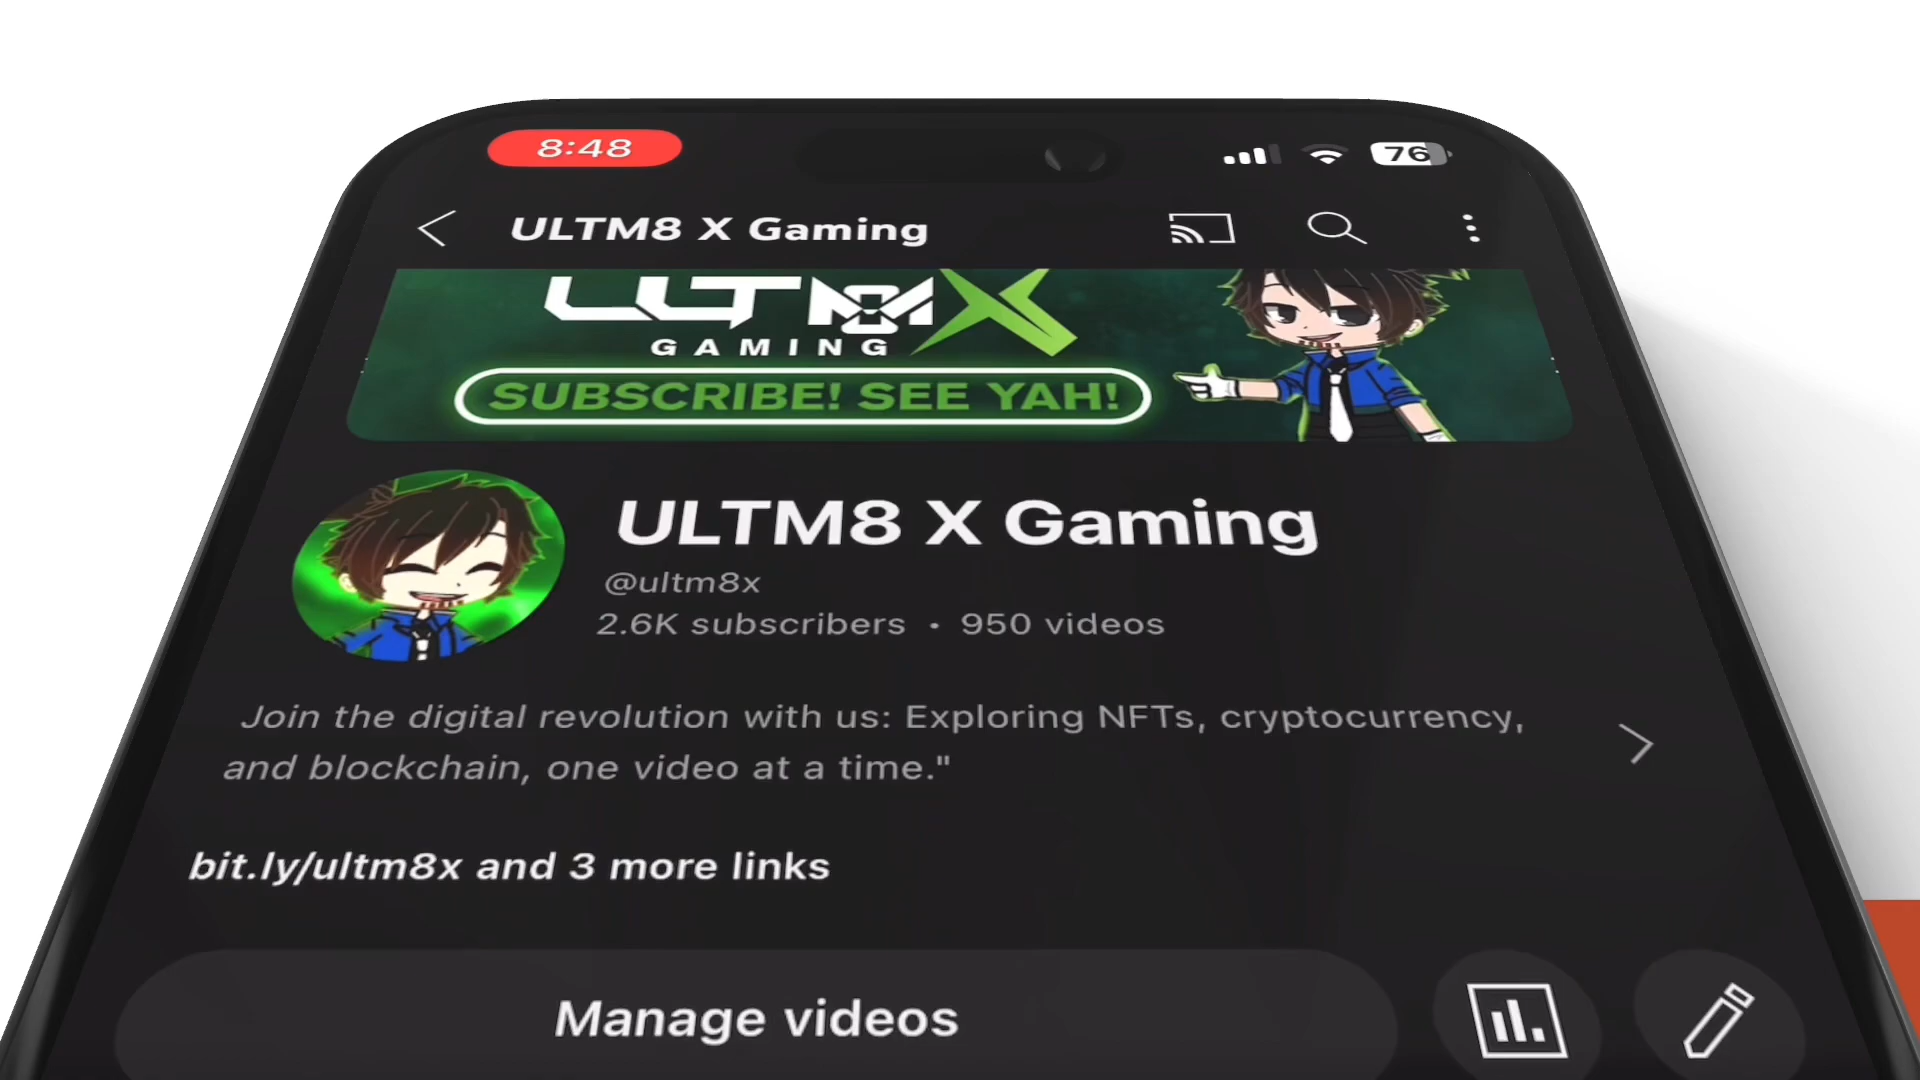 8:48
76
ULTM8 X Gaming
ULTM8X
GAMING
SUBSCRIBE! SEE YAH!
ULTM8 X Gaming
@ultm8x
2.6K subscribers • 950 videos
Join the digital revolution with us: Exploring NFTs, cryptocurrency,
and blockchain, one video at a time."
bit.ly/ultm8x and 3 more links
Manage videos